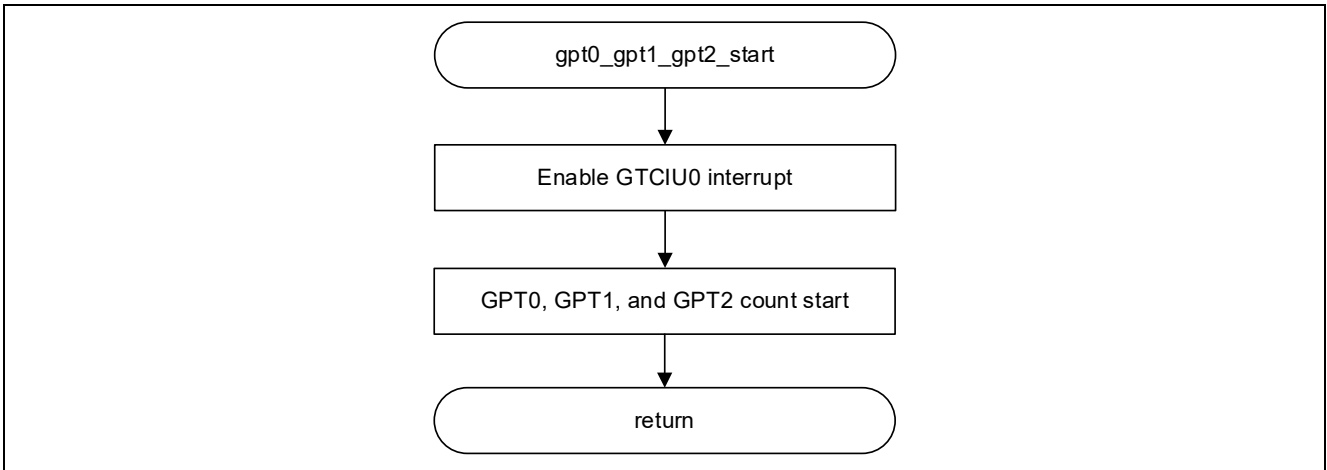 gpt0_gpt1_gpt2_start
Enable GTCIU0 interrupt
GPT0, GPT1, and GPT2 count start
return